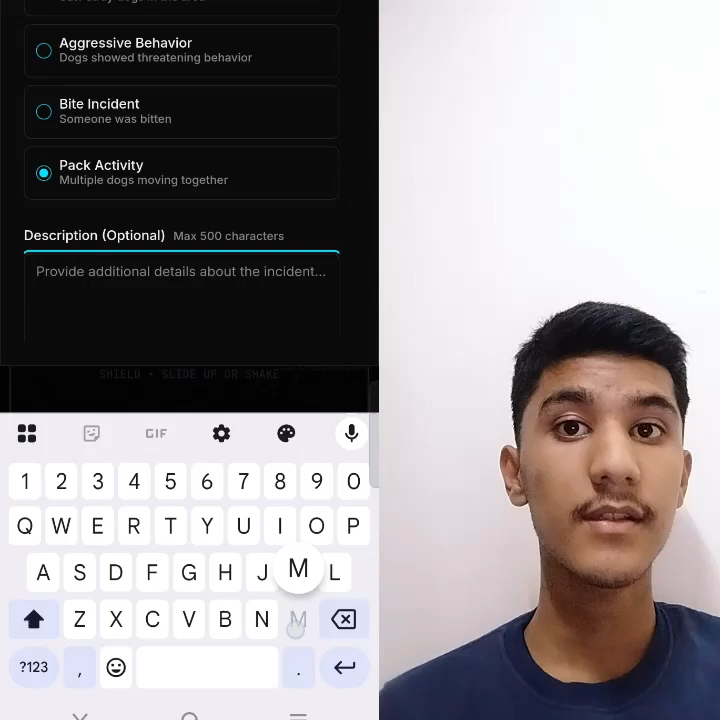 Aggressive Behavior
Dogs showed threatening behavior
Bite Incident
Someone was bitten
Pack Activity
Multiple dogs moving together
Description (Optional) Max 500 characters
Provide additional details about the incident...
SHIELD • SLIDE UP OR SHAKE
GIF
1 2 3 4 5 6 7 8 9 0
Q W E R T Y U I O P
A S D F G H J M L
Z X C V B N M
?123 , .